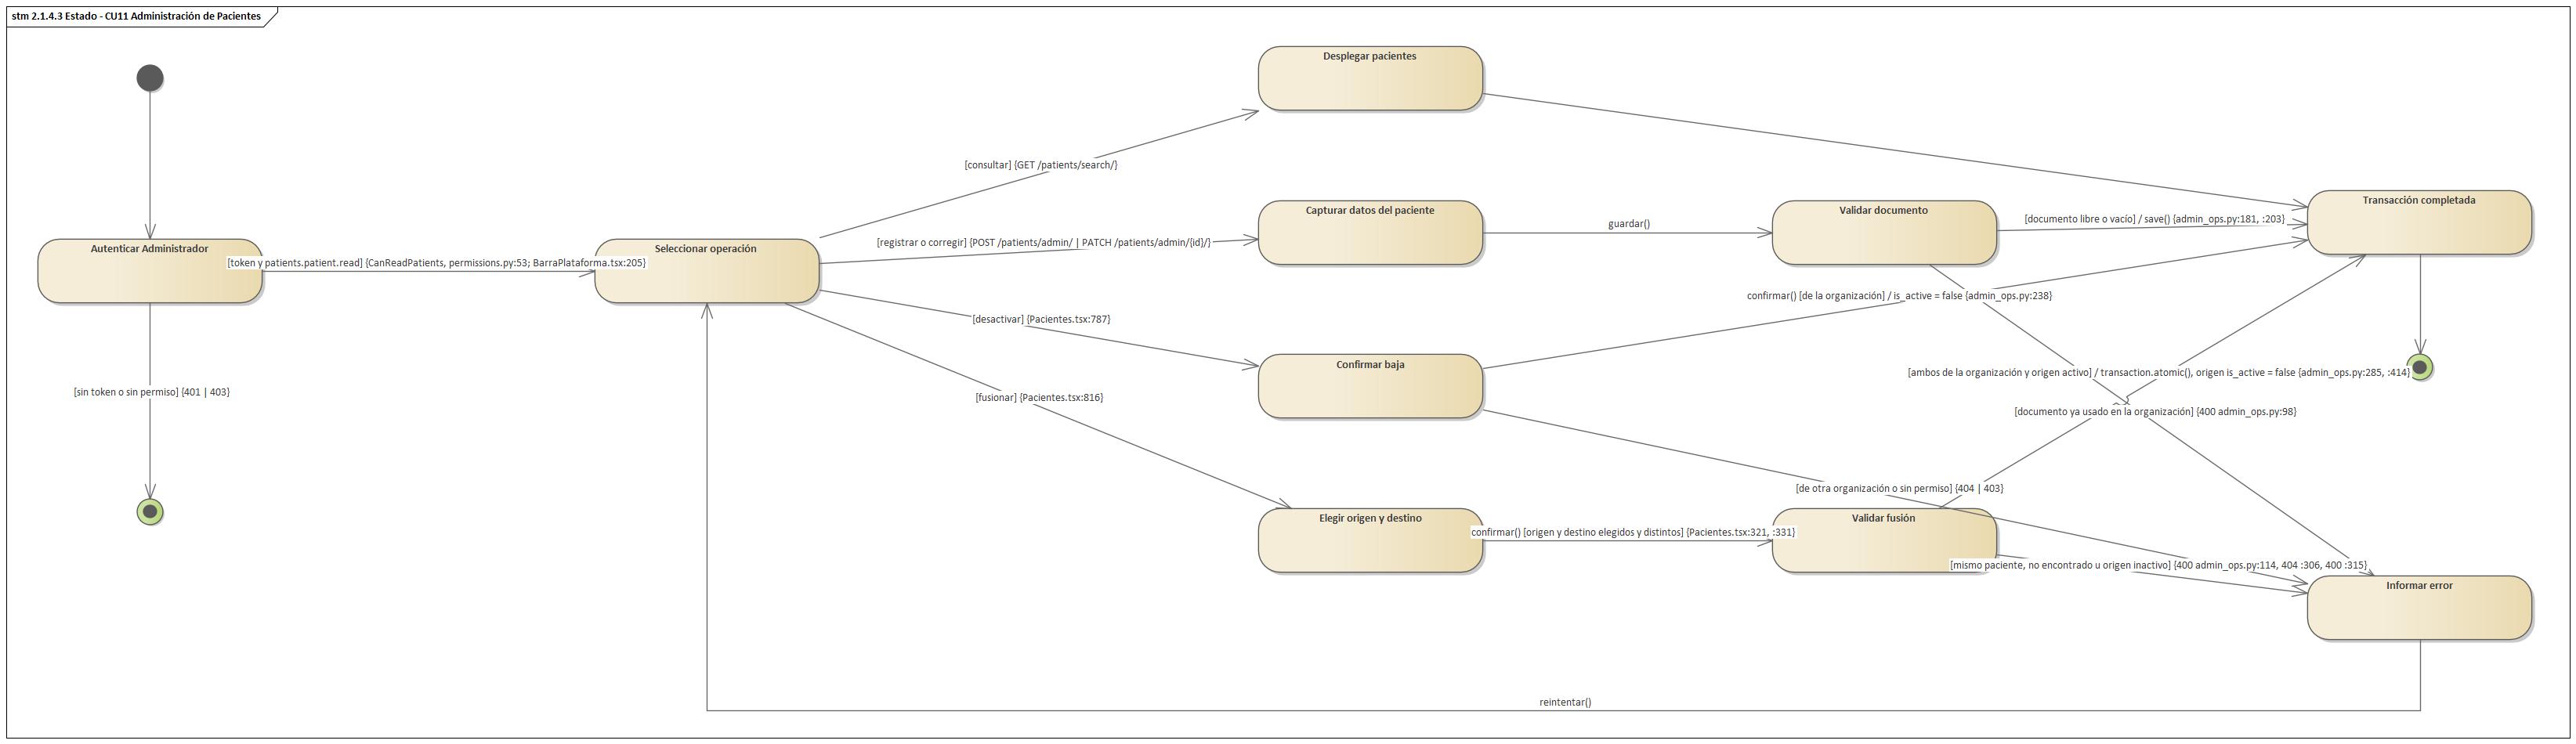 stm 2.1.4.3 Estado - CU11 Administración de Pacientes
Desplegar pacientes
[consultar] {GET /patients/search/}
Transacción completada
Capturar datos del paciente
Validar documento
[documento libre o vacío] / save() {admin_ops.py:181, :203}
guardar()
Autenticar Administrador
Seleccionar operación
[registrar o corregir] {POST /patients/admin/ | PATCH /patients/admin/{id}/}
[token y patients.patient.read] {CanReadPatients, permissions.py:53; BarraPlataforma.tsx:205}
confirmar() [de la organización] / is_active = false {admin_ops.py:238}
[desactivar] {Pacientes.tsx:787}
Confirmar baja
[ambos de la organización y origen activo] / transaction.atomic(), origen is_active = false {admin_ops.py:285, :414}
[sin token o sin permiso] {401 | 403}
[fusionar] {Pacientes.tsx:816}
[documento ya usado en la organización] {400 admin_ops.py:98}
[de otra organización o sin permiso] {404 | 403}
Elegir origen y destino
Validar fusión
confirmar() [origen y destino elegidos y distintos] {Pacientes.tsx:321, :331}
[mismo paciente, no encontrado u origen inactivo] {400 admin_ops.py:114, 404 :306, 400 :315}
Informar error
reintentar()